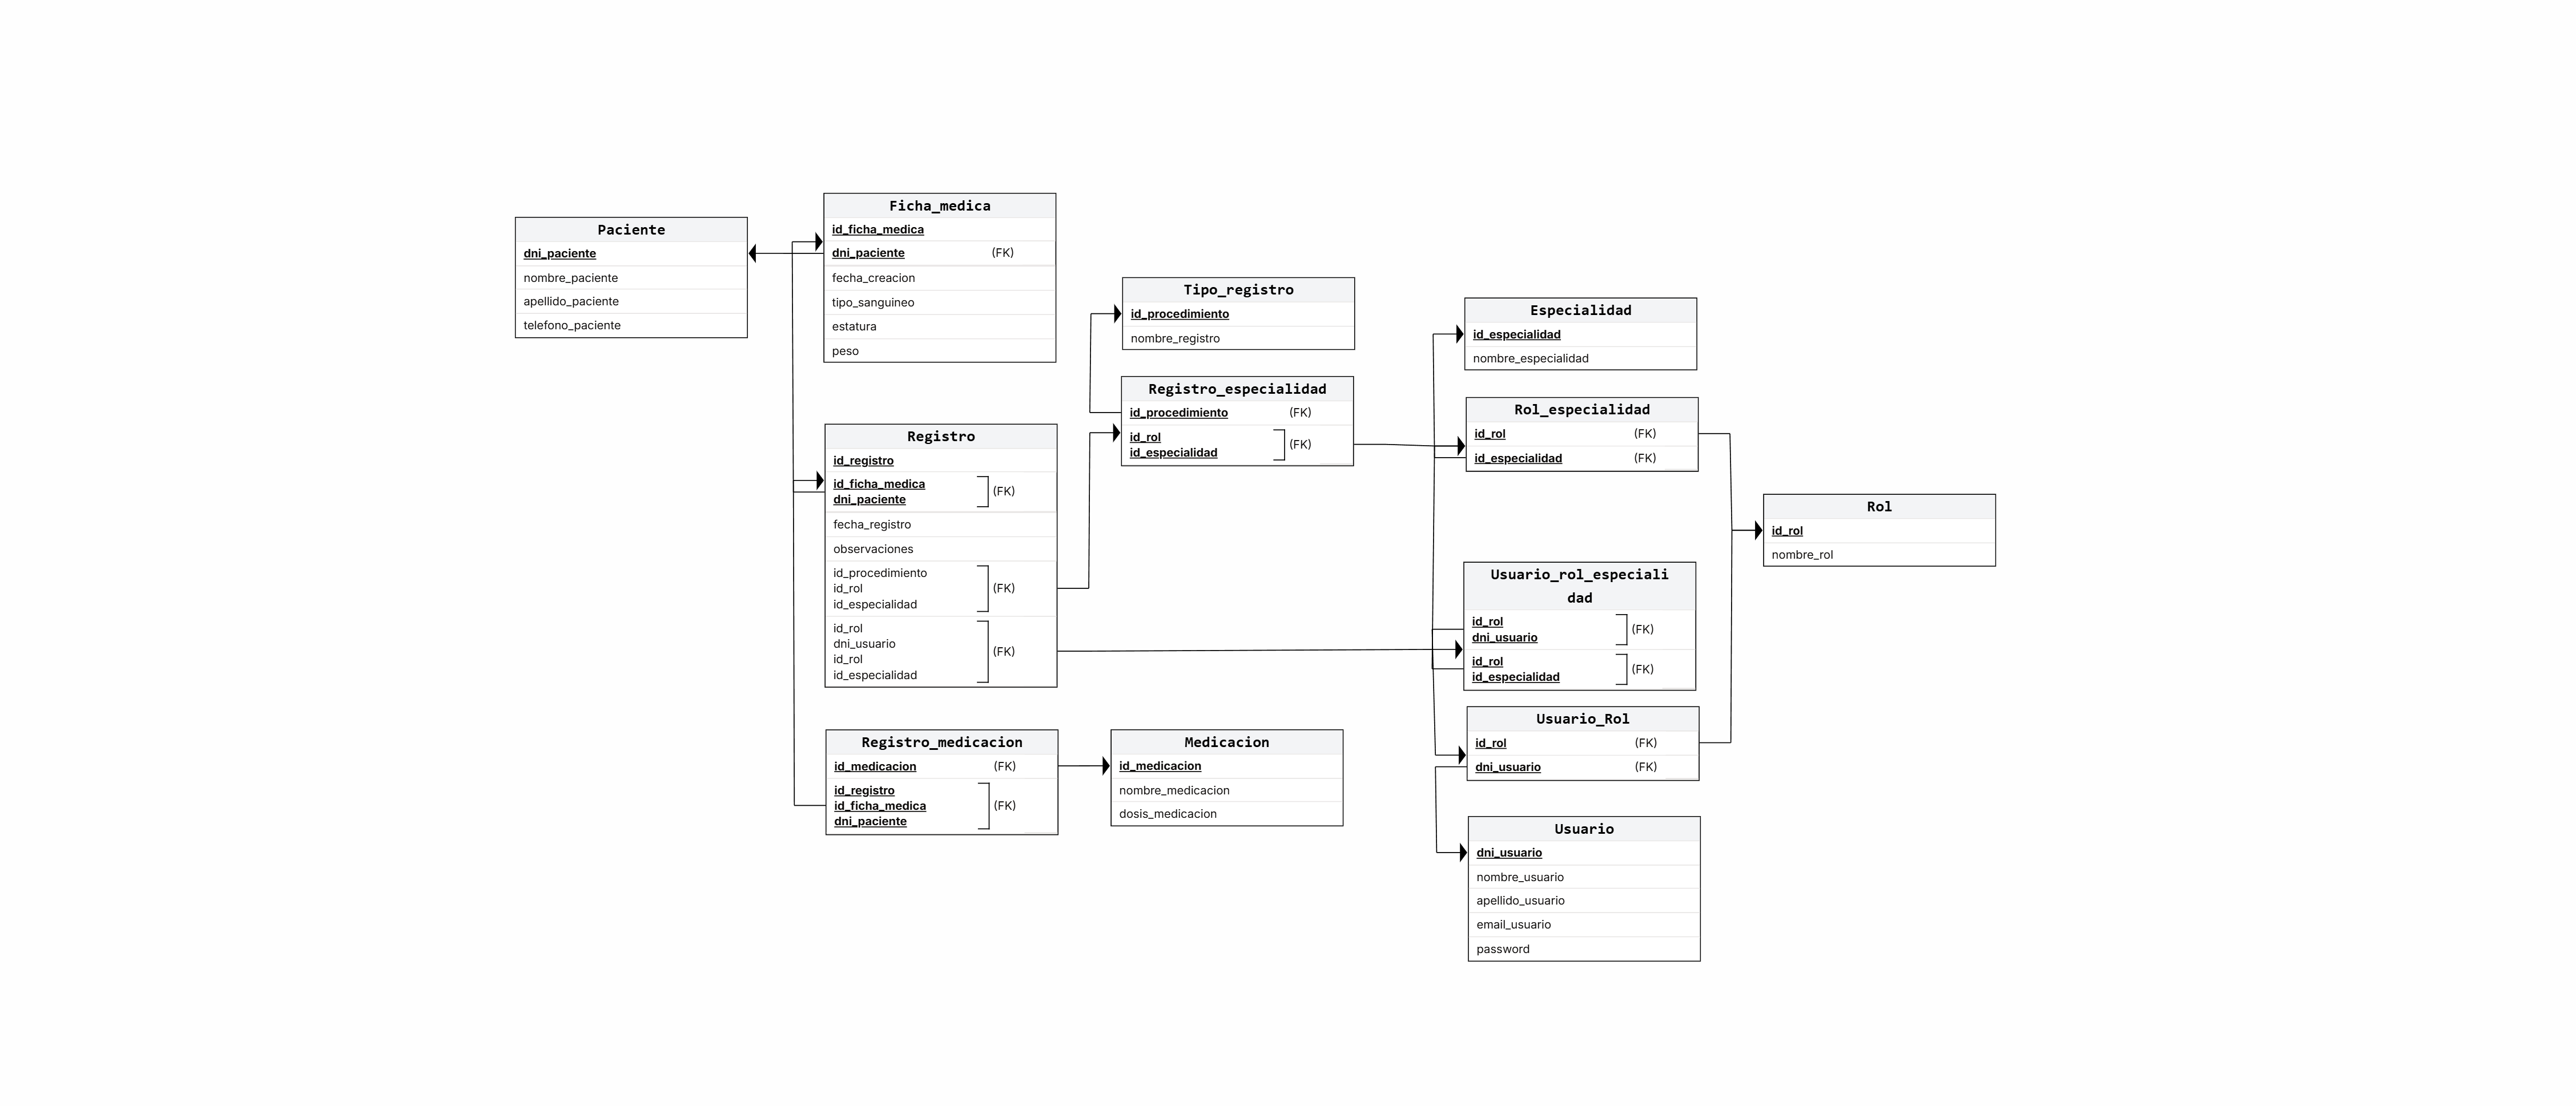 Paciente
dni_paciente
nombre_paciente
apellido_paciente
telefono_paciente
Ficha_medica
id_ficha_medica
dni_paciente (FK)
fecha_creacion
tipo_sanguineo
estatura
peso
Registro
id_registro
id_ficha_medica
dni_paciente
(FK)
fecha_registro
observaciones
id_procedimiento
id_rol
id_especialidad
(FK)
id_rol
dni_usuario
id_rol
id_especialidad
(FK)
Registro_medicacion
id_medicacion (FK)
id_registro
id_ficha_medica
dni_paciente
(FK)
Tipo_registro
id_procedimiento
nombre_registro
Registro_especialidad
id_procedimiento (FK)
id_rol
id_especialidad
(FK)
Medicacion
id_medicacion
nombre_medicacion
dosis_medicacion
Especialidad
id_especialidad
nombre_especialidad
Rol_especialidad
id_rol (FK)
id_especialidad (FK)
Usuario_rol_especiali
dad
id_rol
dni_usuario
(FK)
id_rol
id_especialidad
(FK)
Usuario_Rol
id_rol (FK)
dni_usuario (FK)
Usuario
dni_usuario
nombre_usuario
apellido_usuario
email_usuario
password
Rol
id_rol
nombre_rol